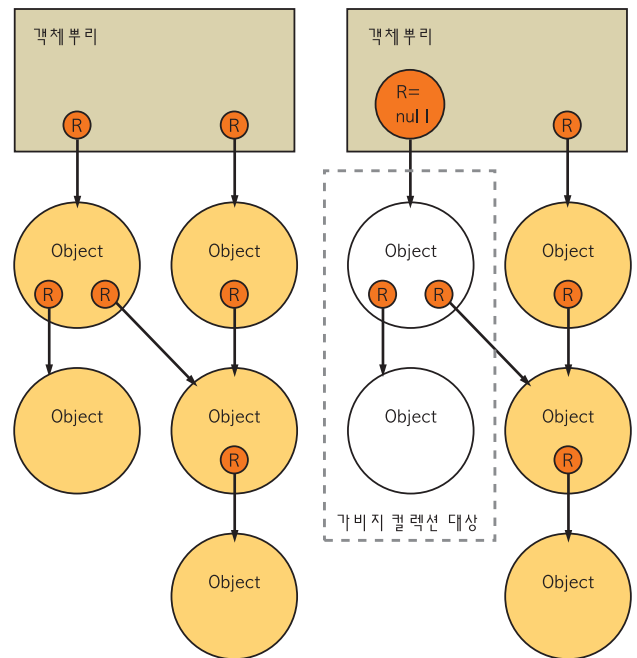 객체뿌리
R
R
Object
R
R
Object
R
Object
Object
R
Object
객체뿌리
R=
null
R
Object
R
R
Object
R
Object
Object
R
가비지 컬렉션 대상
Object